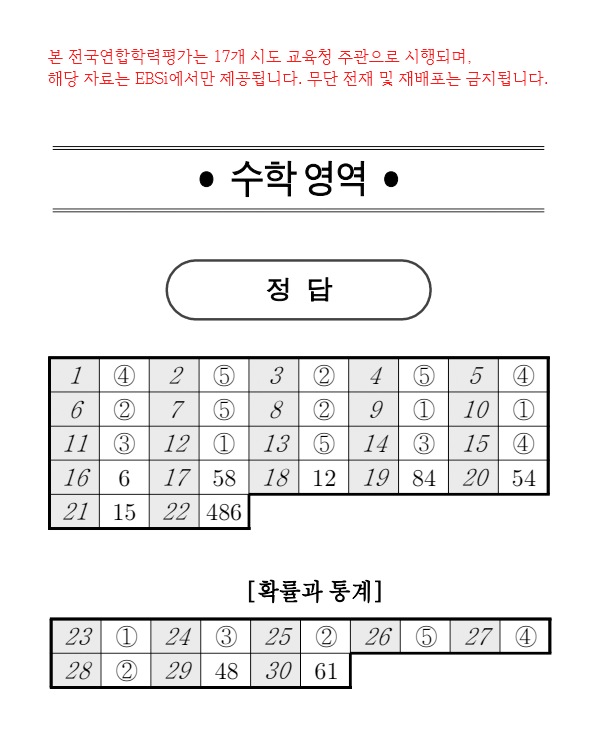 본 전국연합학력평가는 17개 시도 교육청 주관으로 시행되며,
해당 자료는 EBSi에서만 제공됩니다. 무단 전재 및 재배포는 금지됩니다.
● 수학 영역 ●
정 답
1 ④ 2 ⑤ 3 ② 4 ⑤ 5 ④
6 ② 7 ⑤ 8 ② 9 ① 10 ①
11 ③ 12 ① 13 ⑤ 14 ③ 15 ④
16 6 17 58 18 12 19 84 20 54
21 15 22 486
[확률과 통계]
23 ① 24 ③ 25 ② 26 ⑤ 27 ④
28 ② 29 48 30 61